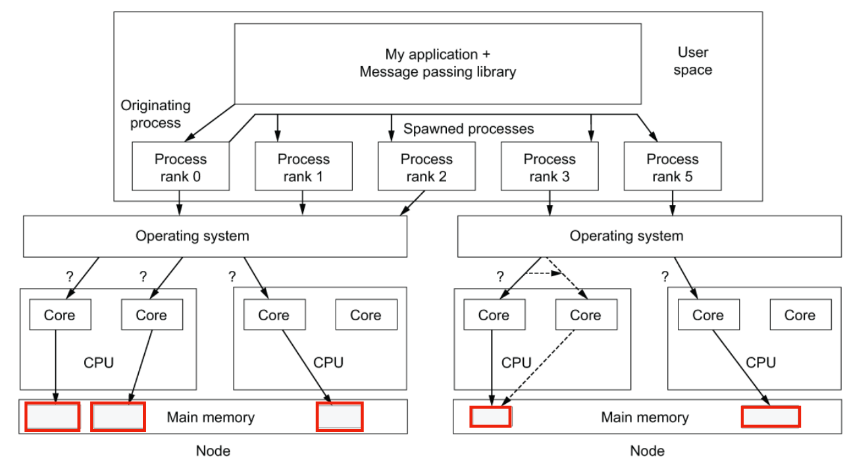 My application +
Message passing library
User
space
Originating
process
Spawned processes
Process
rank 0
Process
rank 1
Process
rank 2
Process
rank 3
Process
rank 5
Operating system
Operating system
?
?
?
?
?
Core
Core
Core
Core
Core
Core
Core
Core
CPU
CPU
CPU
CPU
Main memory
Main memory
Node
Node